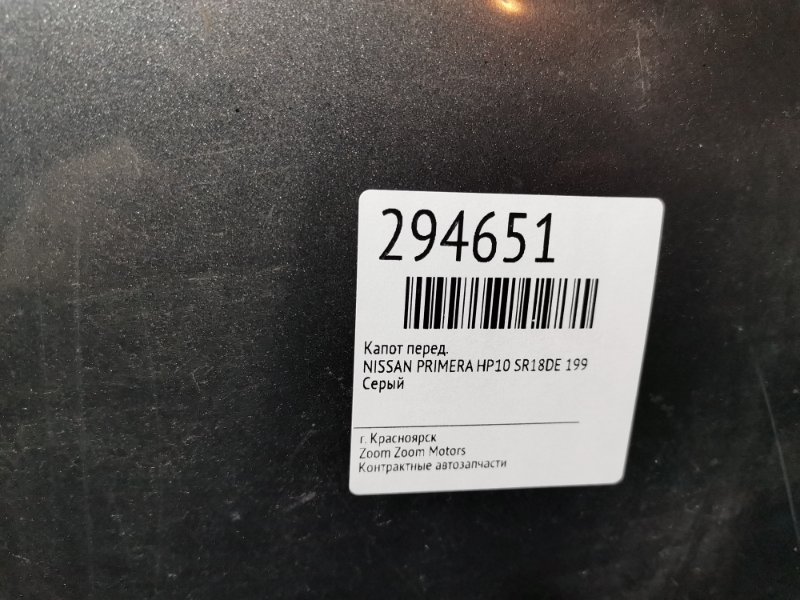 294651
Капот перед.
NISSAN PRIMERA HP10 SR18DE 199
Серый
г. Красноярск
Zoom Zoom Motors
Контрактные автозапчасти